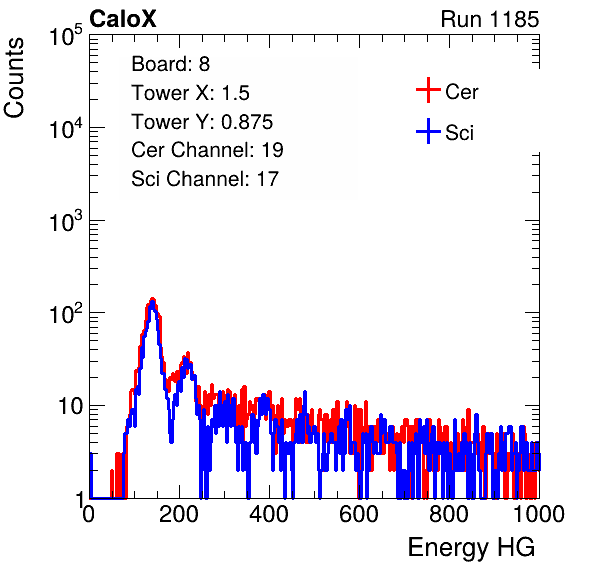 CaloX Run 1185
Counts
Board: 8
Tower X: 1.5
Tower Y: 0.875
Cer Channel: 19
Sci Channel: 17
Cer
Sci
10^5
10^4
10^3
10^2
10
1
0 200 400 600 800 1000
Energy HG